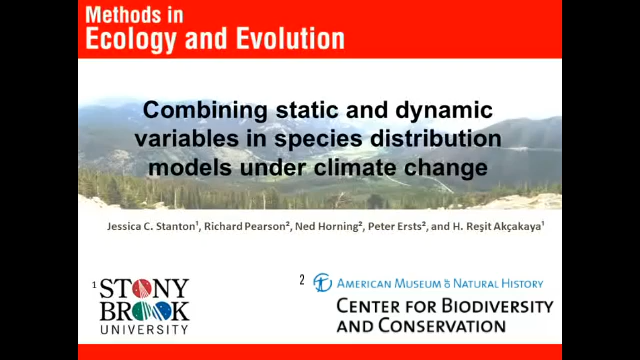 Methods in
Ecology and Evolution
Combining static and dynamic
variables in species distribution
models under climate change
Jessica C. Stanton¹, Richard Pearson², Ned Horning², Peter Ersts², and H. Reşit Akçakaya¹
1 STONY
BROOK
UNIVERSITY
2 AMERICAN MUSEUM ð NATURAL HISTORY
CENTER FOR BIODIVERSITY
AND CONSERVATION